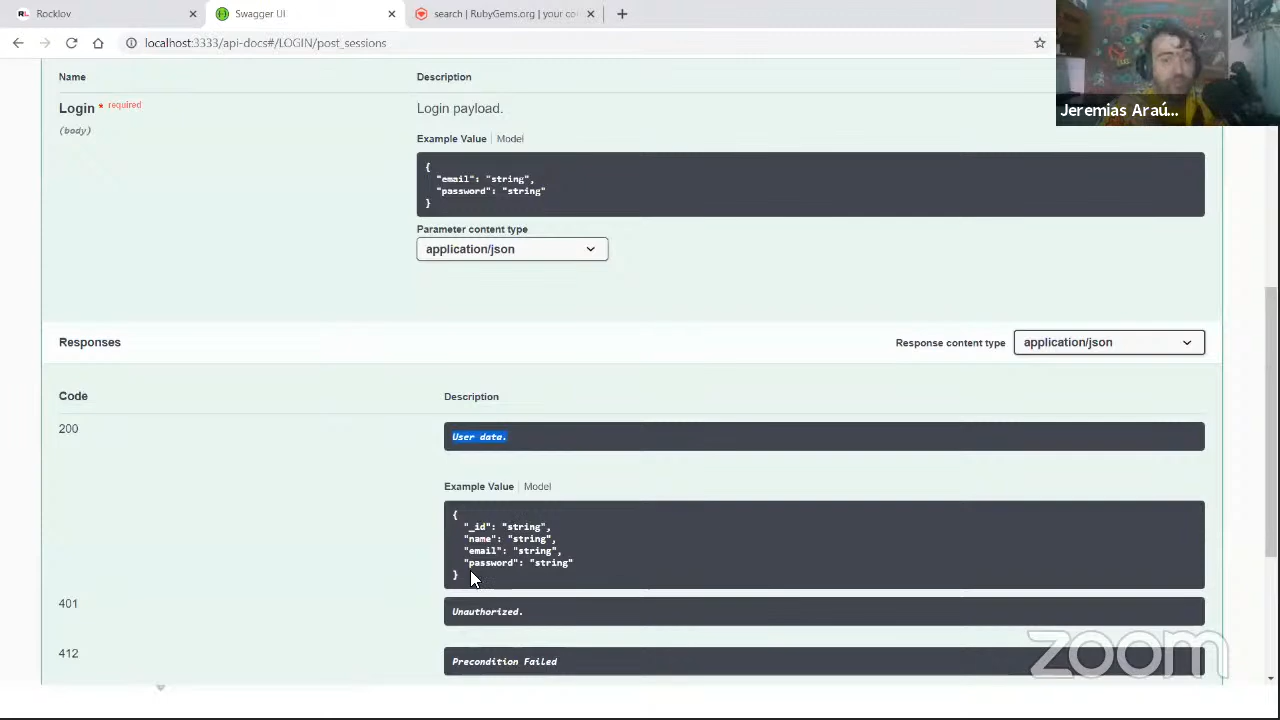 Rocklov
Swagger UI
search | RubyGems.org | your co
localhost:3333/api-docs#/LOGIN/post_sessions
Jeremias Araú...
Name
Description
Login * required
(body)
Login payload.
Example Value | Model
{
"email": "string",
"password": "string"
}
Parameter content type
application/json
Responses
Response content type
application/json
Code
Description
200
User data.
Example Value | Model
{
"_id": "string",
"name": "string",
"email": "string",
"password": "string"
}
401
Unauthorized.
412
Precondition Failed
zoom